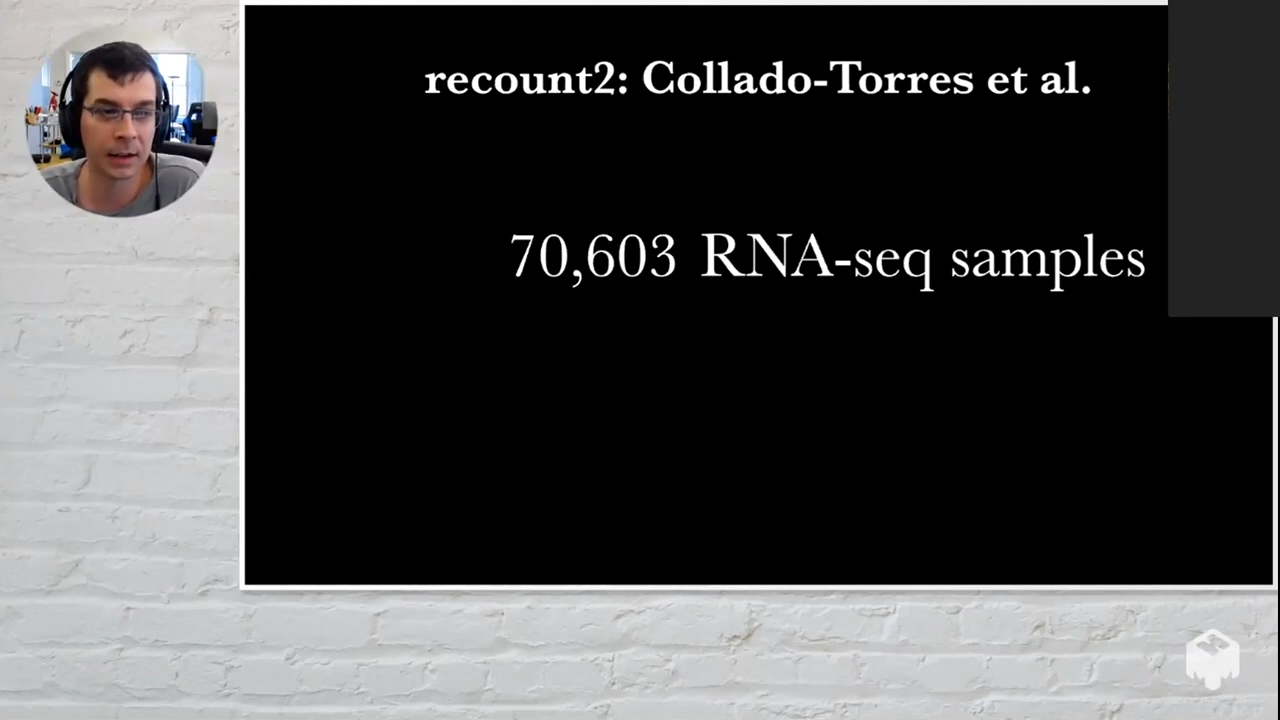 recount2: Collado-Torres et al.
70,603 RNA-seq samples